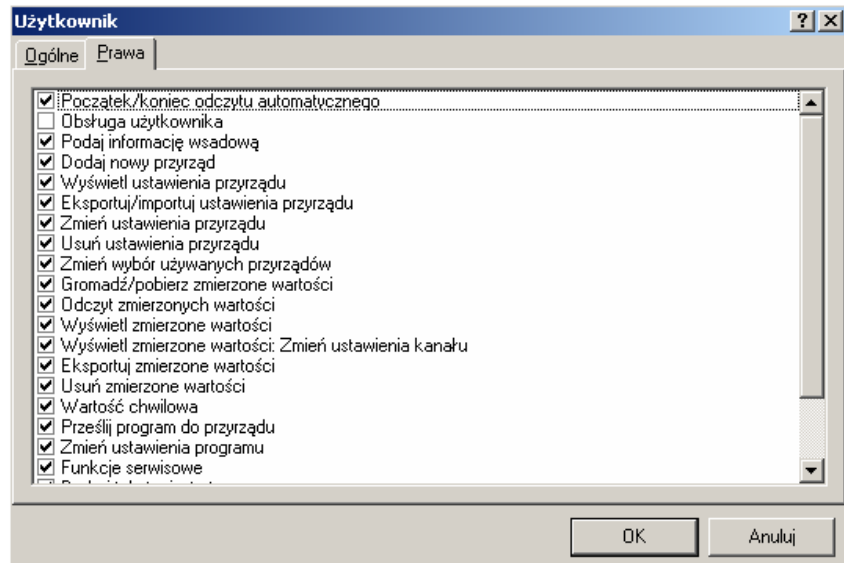 Użytkownik
Ogólne Prawa
Początek/koniec odczytu automatycznego
Obsługa użytkownika
Podaj informację wsadową
Dodaj nowy przyrząd
Wyświetl ustawienia przyrządu
Eksportuj/importuj ustawienia przyrządu
Zmień ustawienia przyrządu
Usuń ustawienia przyrządu
Zmień wybór używanych przyrządów
Gromadź/pobierz zmierzone wartości
Odczyt zmierzonych wartości
Wyświetl zmierzone wartości
Wyświetl zmierzone wartości: Zmień ustawienia kanału
Eksportuj zmierzone wartości
Usuń zmierzone wartości
Wartość chwilowa
Prześlij program do przyrządu
Zmień ustawienia programu
Funkcje serwisowe
OK Anuluj